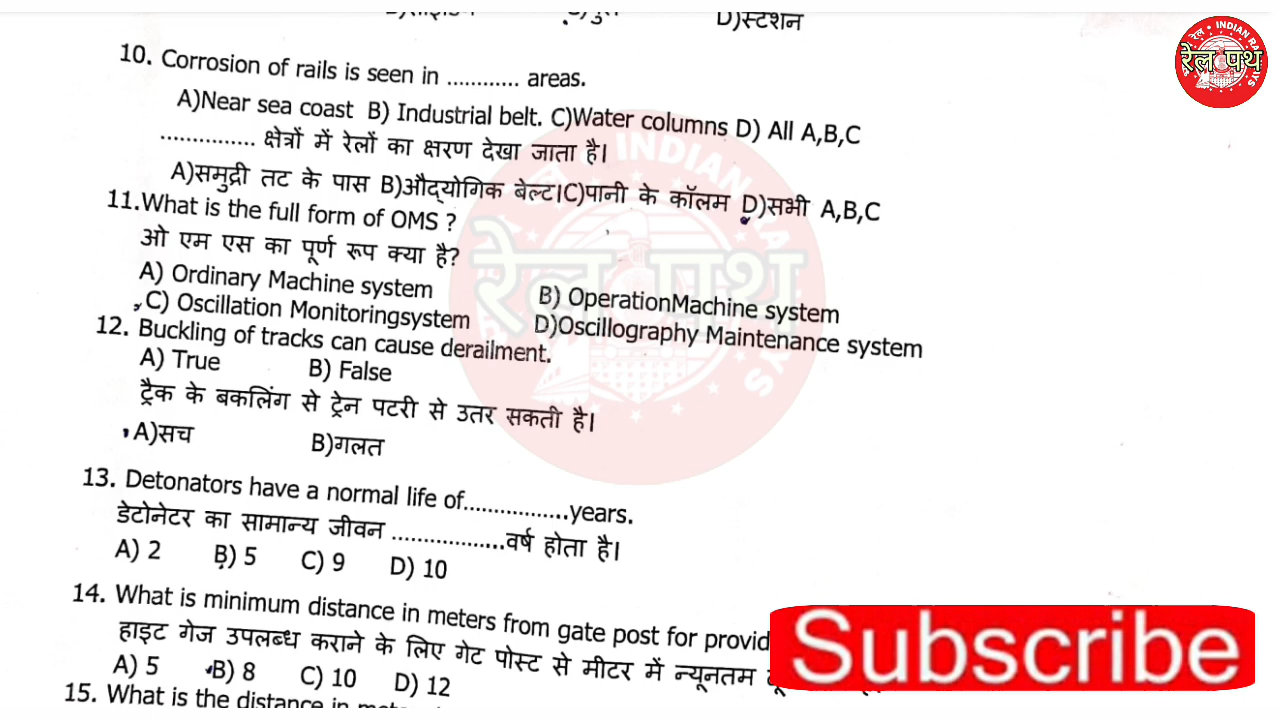 D)स्टेशन
10. Corrosion of rails is seen in ............ areas.
A)Near sea coast B) Industrial belt. C)Water columns D) All A,B,C
............... क्षेत्रों में रेलों का क्षरण देखा जाता है।
A)समुद्री तट के पास B)औद्योगिक बेल्ट।C)पानी के कॉलम D)सभी A,B,C
11.What is the full form of OMS ?
ओ एम एस का पूर्ण रूप क्या है?
A) Ordinary Machine system B) OperationMachine system
C) Oscillation Monitoringsystem D)Oscillography Maintenance system
12. Buckling of tracks can cause derailment.
A) True B) False
ट्रैक के बकलिंग से ट्रेन पटरी से उतर सकती है।
A)सच B)गलत
13. Detonators have a normal life of.................years.
डेटोनेटर का सामान्य जीवन ..................वर्ष होता है।
A) 2 B) 5 C) 9 D) 10
14. What is minimum distance in meters from gate post for provid
हाइट गेज उपलब्ध कराने के लिए गेट पोस्ट से मीटर में न्यूनतम
A) 5 B) 8 C) 10 D) 12
15. What is the distance in
Subscribe
INDIAN RAILWAYS
रेल पथ